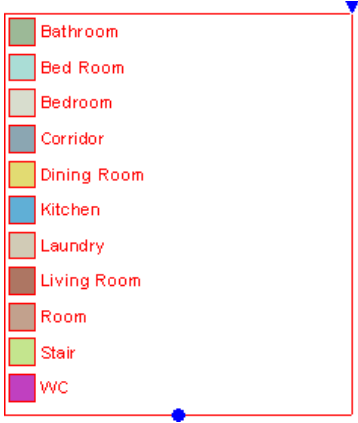 Bathroom
Bed Room
Bedroom
Corridor
Dining Room
Kitchen
Laundry
Living Room
Room
Stair
WC